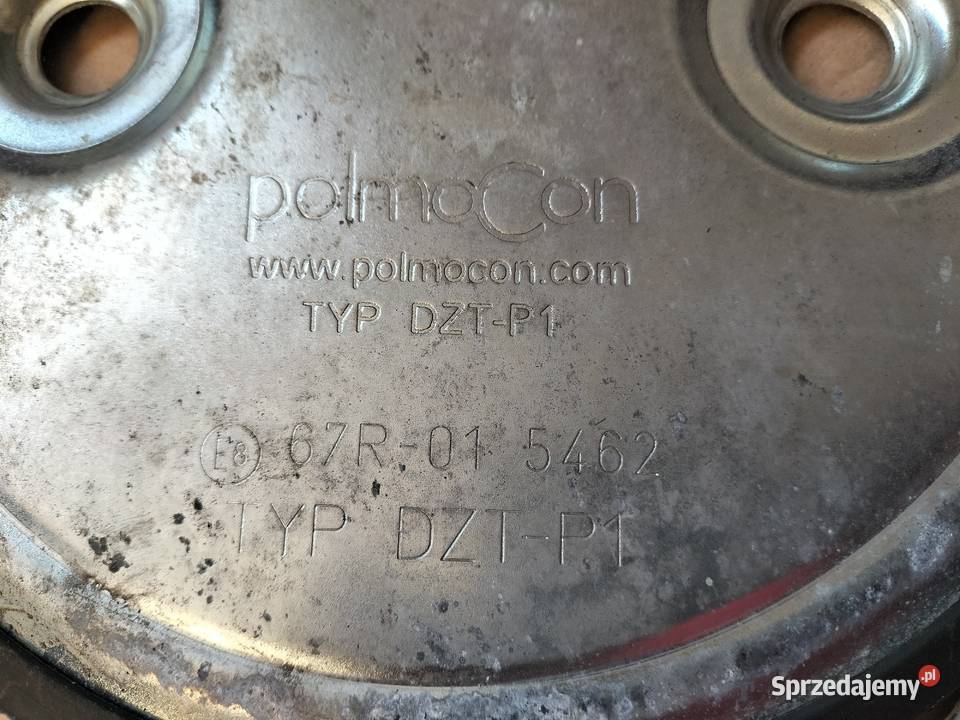 polmoCon
www.polmocon.com
TYP DZT-P1
E8 67R-01 5462
TYP DZT-P1
Sprzedajemy.pl